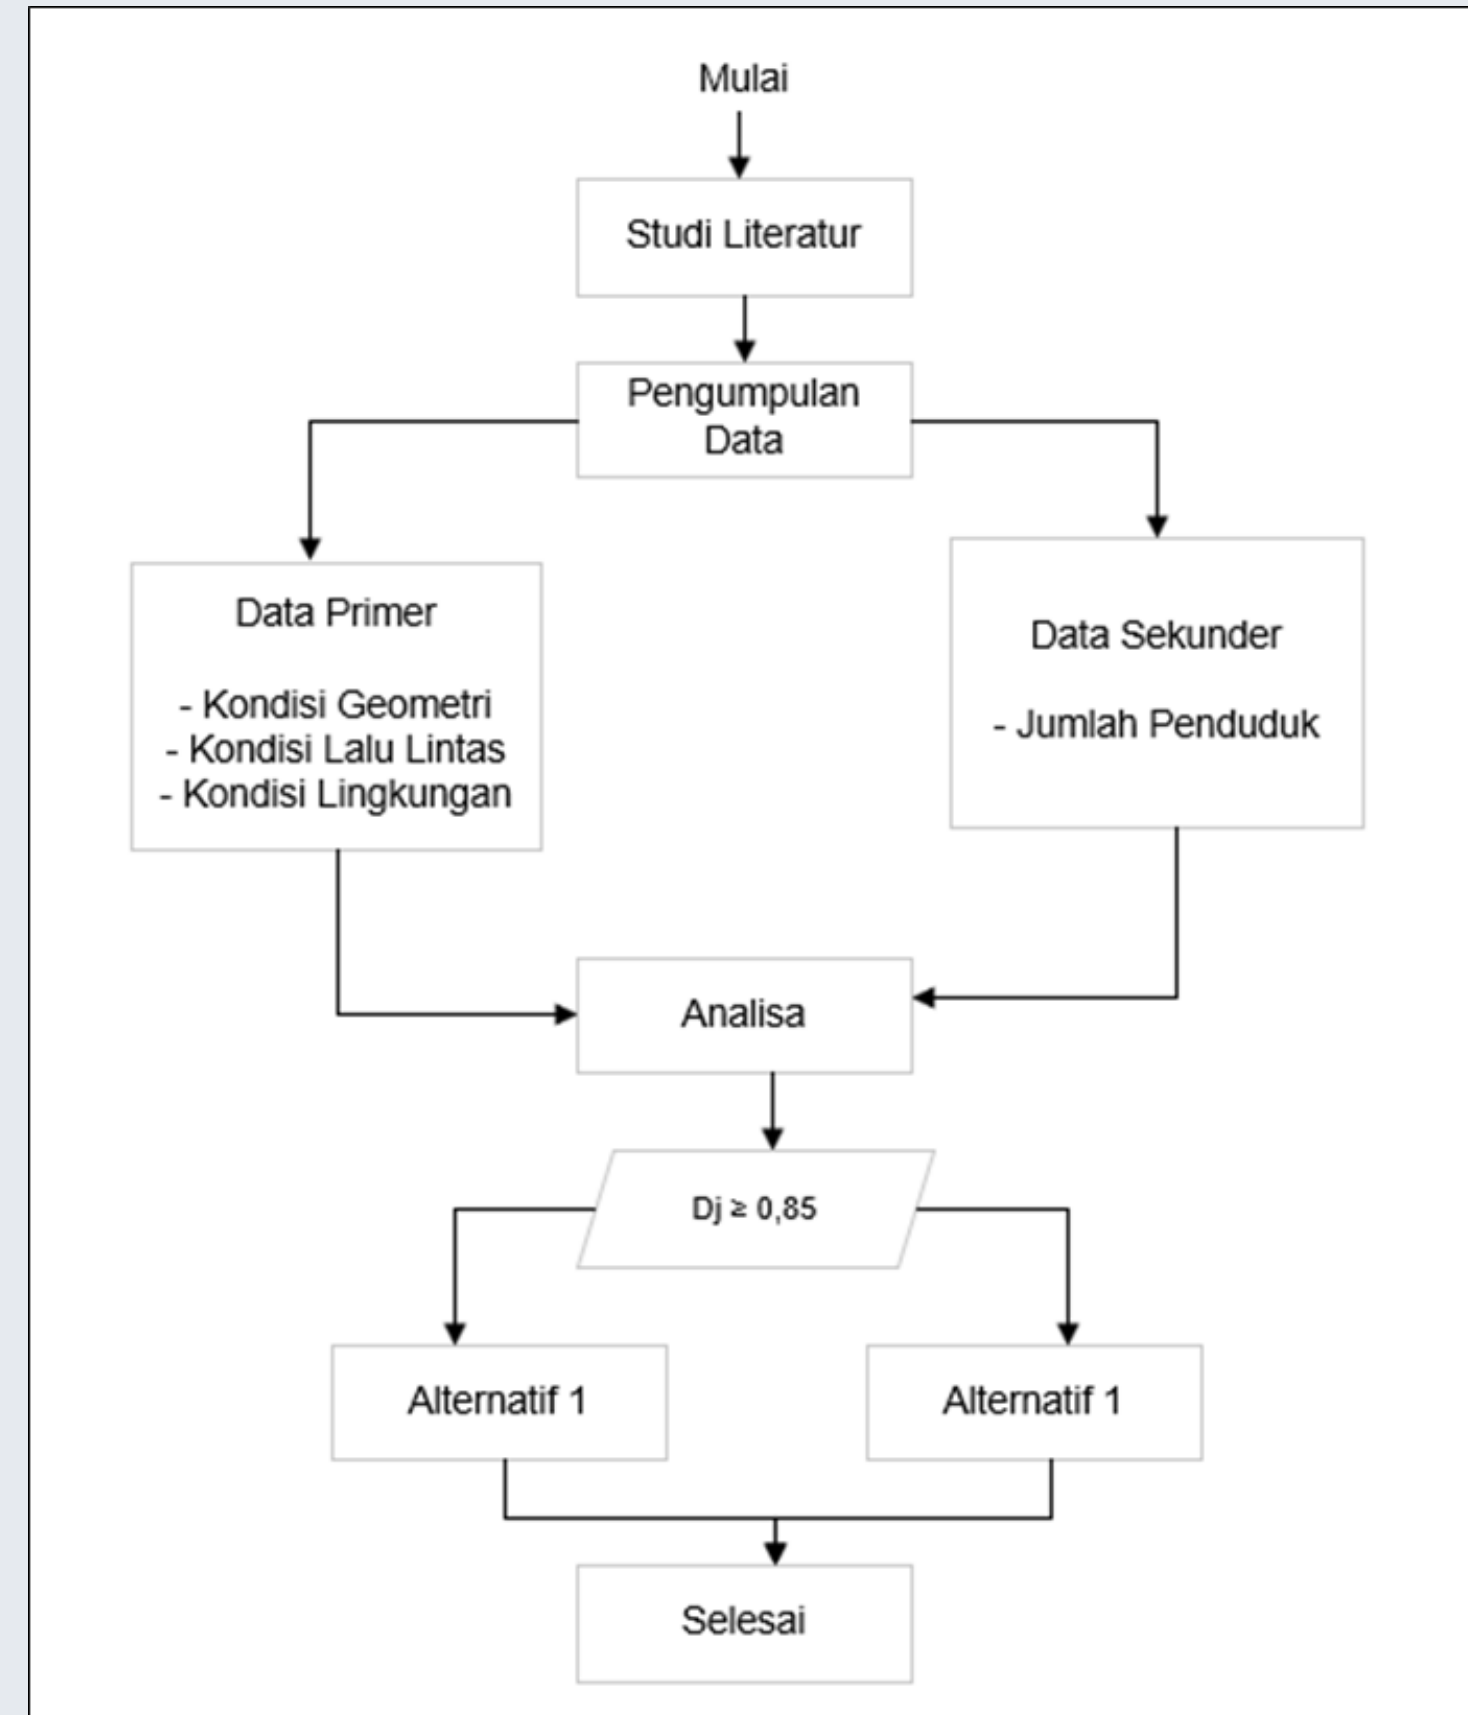 Mulai
Studi Literatur
Pengumpulan
Data
Data Primer
- Kondisi Geometri
- Kondisi Lalu Lintas
- Kondisi Lingkungan
Data Sekunder
- Jumlah Penduduk
Analisa
Dj ≥ 0,85
Alternatif 1
Alternatif 1
Selesai